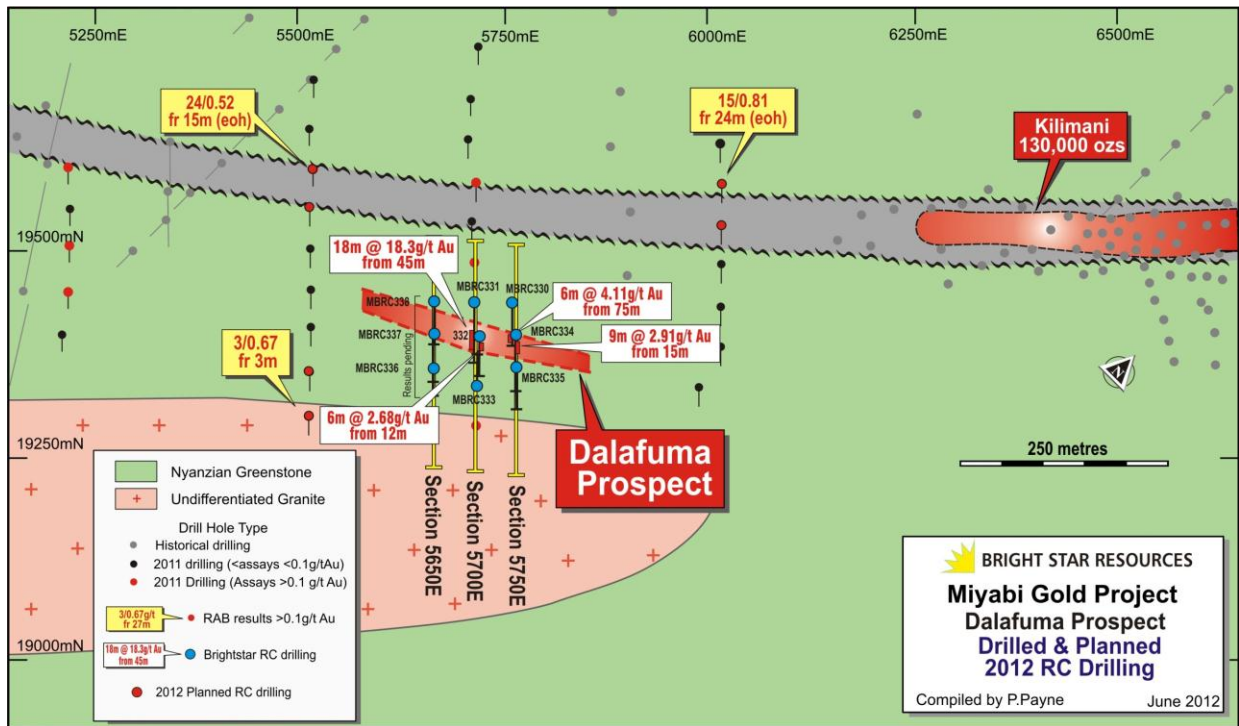 5250mE
5500mE
5750mE
6000mE
6250mE
6500mE
24/0.52
fr 15m (eoh)
15/0.81
fr 24m (eoh)
Kilimani
130,000 ozs
19500mN
18m @ 18.3g/t Au
from 45m
MBRC331
MBRC330
6m @ 4.11g/t Au
from 75m
MBRC338
MBRC337
332
MBRC334
9m @ 2.91g/t Au
from 15m
Results pending
MBRC336
MBRC335
MBRC333
3/0.67
fr 3m
6m @ 2.68g/t Au
from 12m
N
Dalafuma
Prospect
250 metres
19250mN
Section 5650E
Section 5700E
Section 5750E
Nyanzian Greenstone
Undifferentiated Granite
Drill Hole Type
Historical drilling
2011 drilling (<assays <0.1g/tAu)
2011 Drilling (Assays >0.1 g/t Au)
3/0.67g/t
fr 27m
RAB results >0.1g/t Au
18m @ 18.3g/t Au
from 45m
Brightstar RC drilling
2012 Planned RC drilling
19000mN
BRIGHT STAR RESOURCES
Miyabi Gold Project
Dalafuma Prospect
Drilled & Planned
2012 RC Drilling
Compiled by P.Payne June 2012